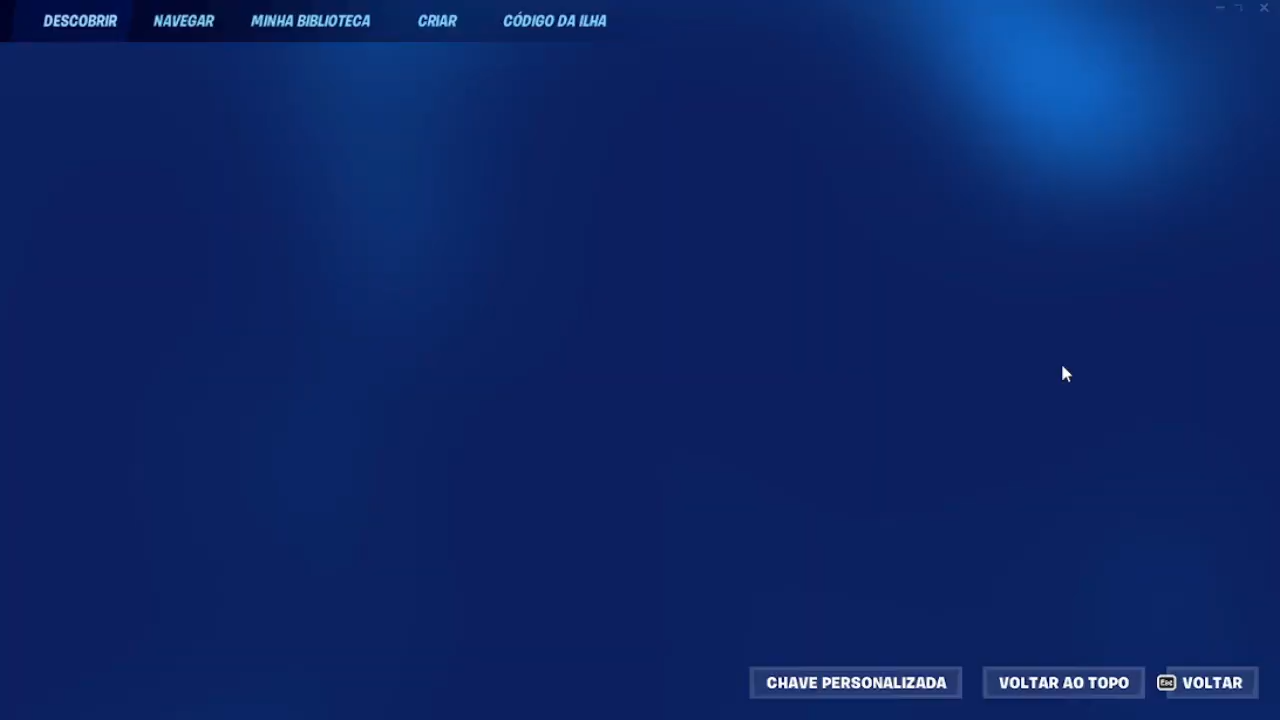 DESCOBRIR NAVEGAR MINHA BIBLIOTECA CRIAR CÓDIGO DA ILHA
CHAVE PERSONALIZADA VOLTAR AO TOPO Esc VOLTAR